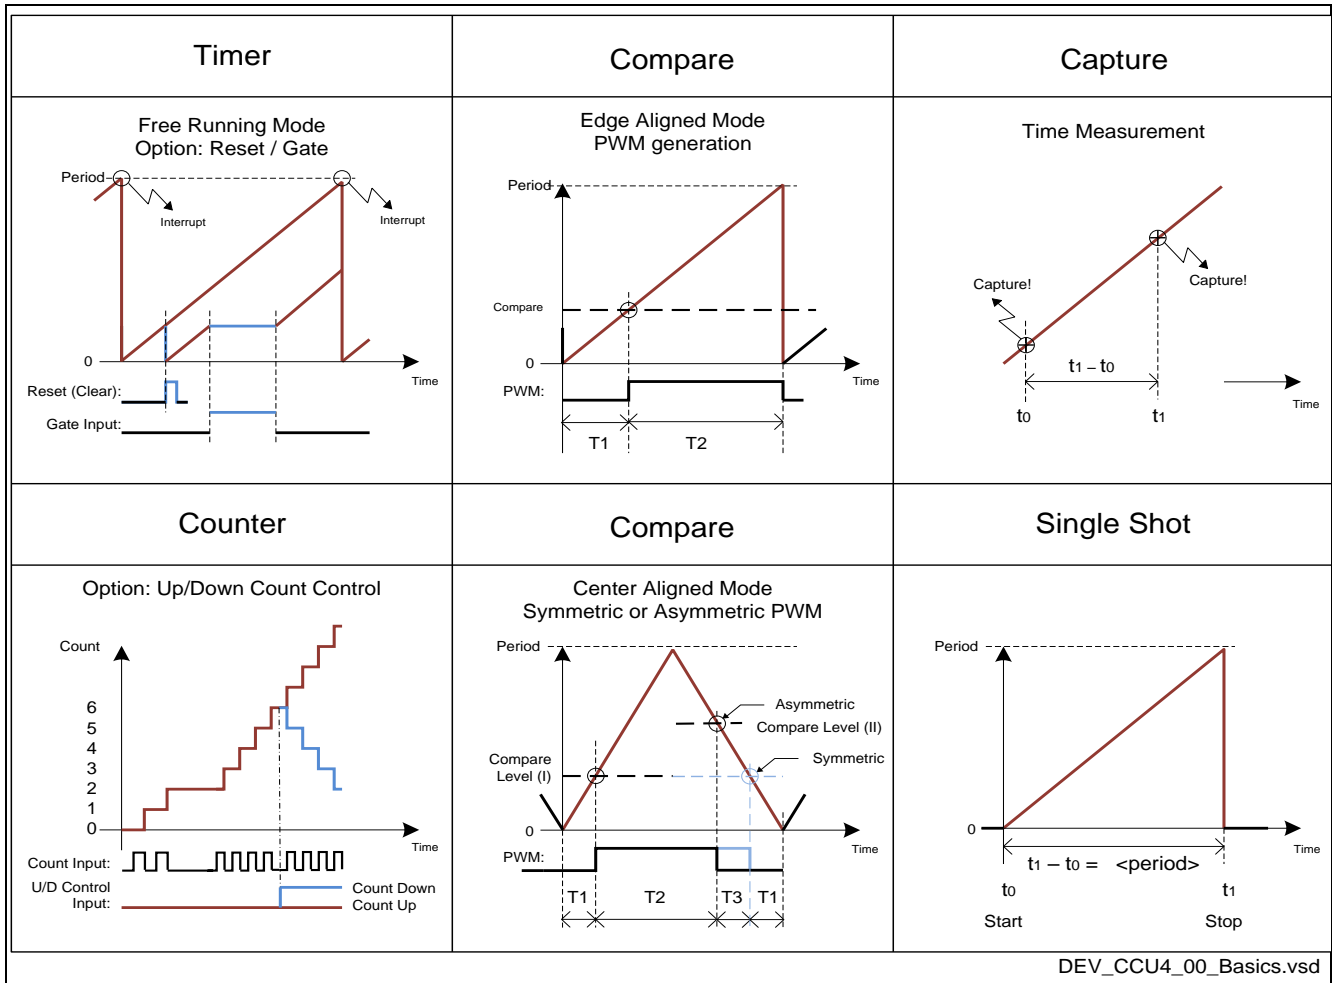 Timer
Free Running Mode
Option: Reset / Gate
Period
Interrupt
Interrupt
0
Time
Reset (Clear):
Gate Input:
Compare
Edge Aligned Mode
PWM generation
Period
Compare
0
Time
PWM:
T1
T2
Capture
Time Measurement
Capture!
Capture!
t1 – t0
Time
t0
t1
Counter
Option: Up/Down Count Control
Count
6
5
4
3
2
1
0
Time
Count Input:
U/D Control
Input:
Count Down
Count Up
Compare
Center Aligned Mode
Symmetric or Asymmetric PWM
Period
Asymmetric
Compare Level (II)
Compare
Level (I)
Symmetric
0
Time
PWM:
T1
T2
T3
T1
Single Shot
Period
0
Time
t1 – t0 = <period>
t0
t1
Start
Stop
DEV_CCU4_00_Basics.vsd